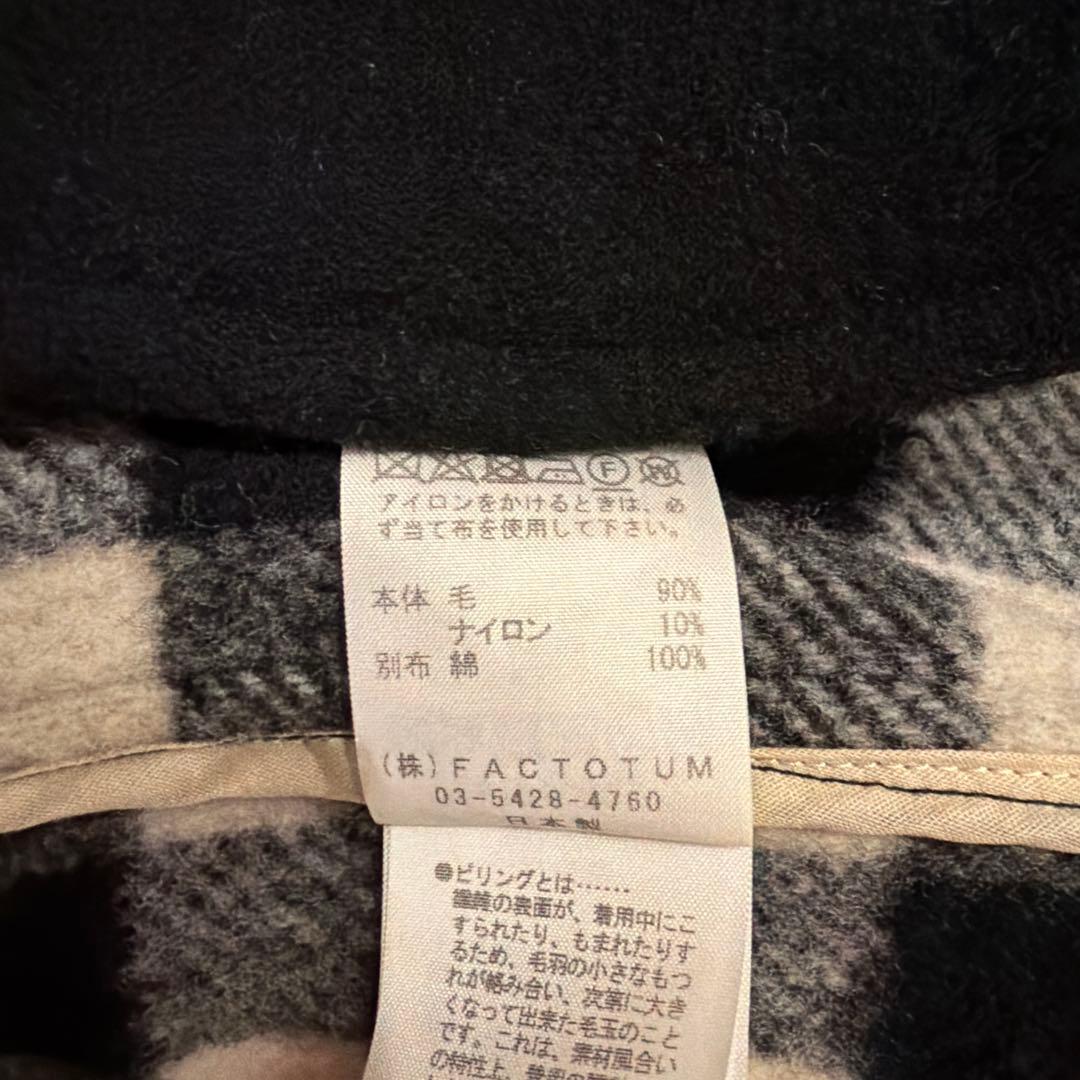 アイロンをかけるときは、必
ず当て布を使用して下さい。
本体 毛 90%
ナイロン 10%
別布 綿 100%
(株)FACTOTUM
03-5428-4760
日本製
●ピリングとは……
繊維の表面が、着用中にこ
すられたり、もまれたりす
るため、毛羽の小さなもつ
れが絡み合い、次第に大き
くなって出来た毛玉のこと
です。これは、素材風合い
の特性上、